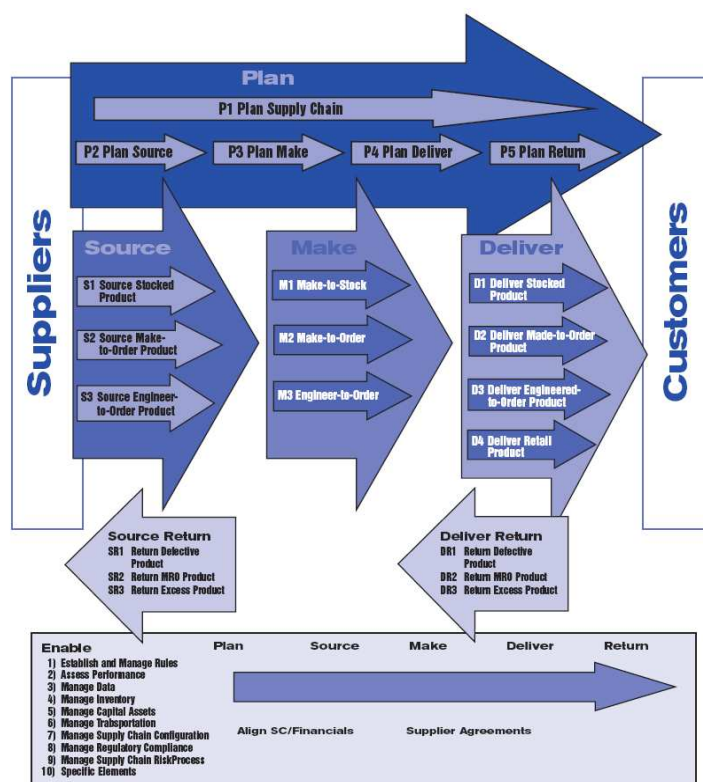 Plan
P1 Plan Supply Chain
P2 Plan Source
P3 Plan Make
P4 Plan Deliver
P5 Plan Return
Suppliers
Customers
Source
S1 Source Stocked
Product
S2 Source Make-
to-Order Product
S3 Source Engineer-
to-Order Product
Make
M1 Make-to-Stock
M2 Make-to-Order
M3 Engineer-to-Order
Deliver
D1 Deliver Stocked
Product
D2 Deliver Made-to-Order
Product
D3 Deliver Engineered-
to-Order Product
D4 Deliver Retail
Product
Source Return
SR1 Return Defective
Product
SR2 Return MRO Product
SR3 Return Excess Product
Deliver Return
DR1 Return Defective
Product
DR2 Return MRO Product
DR3 Return Excess Product
Enable
1) Establish and Manage Rules
2) Assess Performance
3) Manage Data
4) Manage Inventory
5) Manage Capital Assets
6) Manage Transportation
7) Manage Supply Chain Configuration
8) Manage Regulatory Compliance
9) Manage Supply Chain RiskProcess
10) Specific Elements
Plan Source Make Deliver Return
Align SC/Financials Supplier Agreements